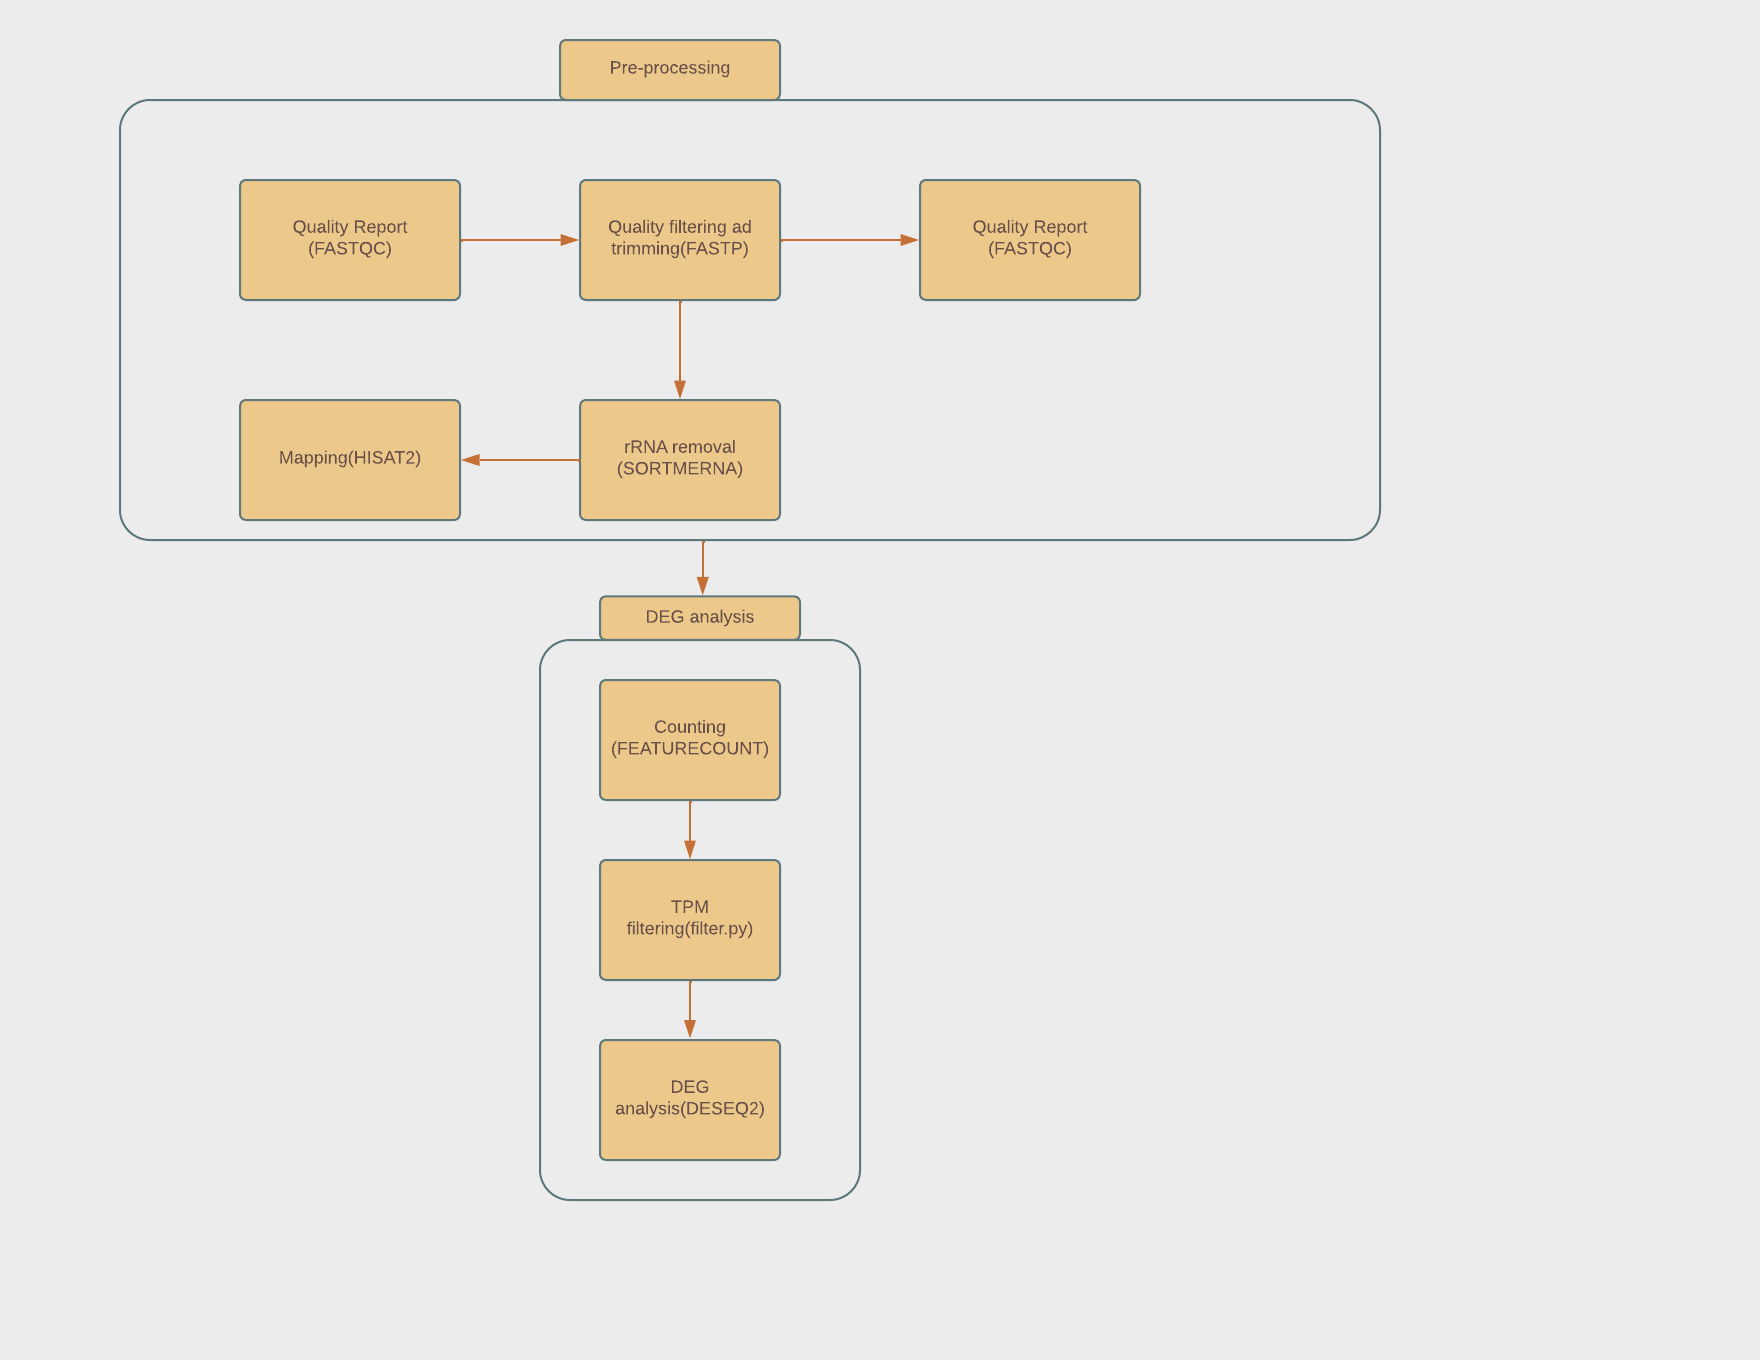 Pre-processing
Quality Report
(FASTQC)
Quality filtering ad
trimming(FASTP)
Quality Report
(FASTQC)
Mapping(HISAT2)
rRNA removal
(SORTMERNA)
DEG analysis
Counting
(FEATURECOUNT)
TPM
filtering(filter.py)
DEG
analysis(DESEQ2)